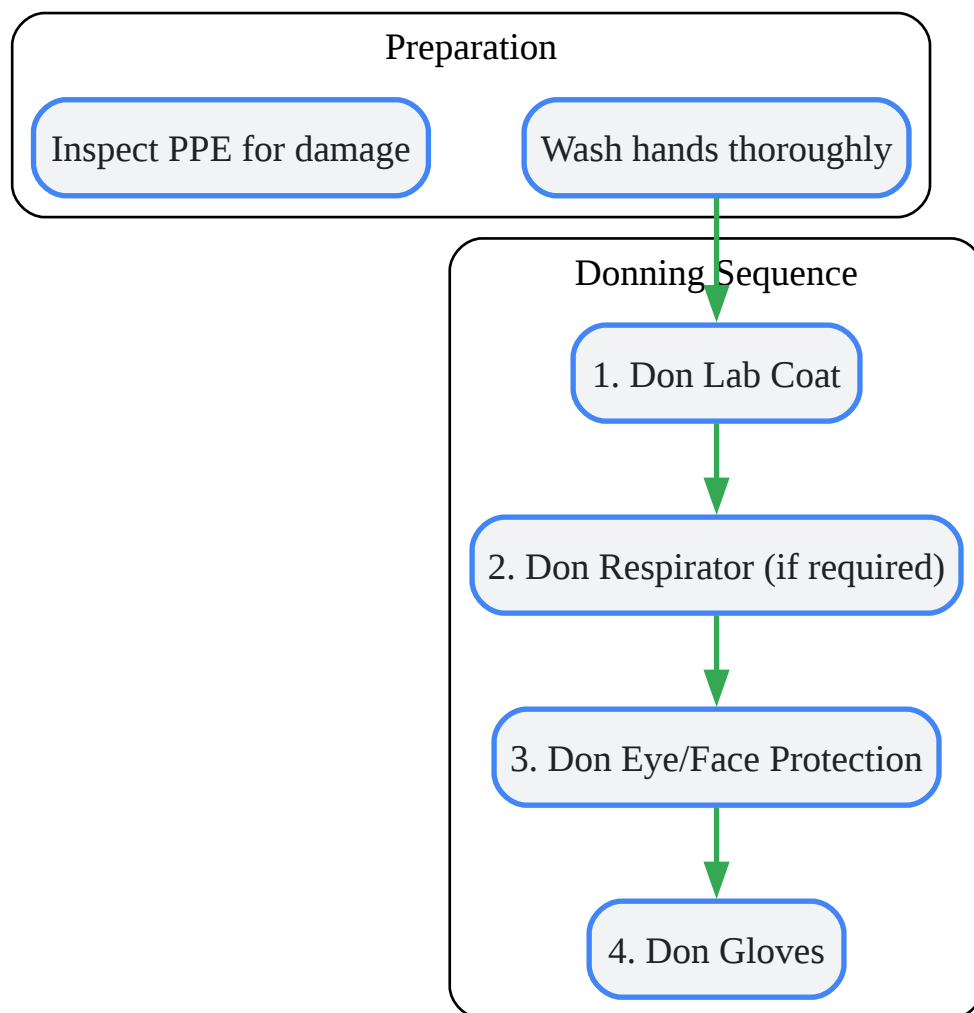 Preparation
Inspect PPE for damage
Wash hands thoroughly
Donning Sequence
1. Don Lab Coat
2. Don Respirator (if required)
3. Don Eye/Face Protection
4. Don Gloves